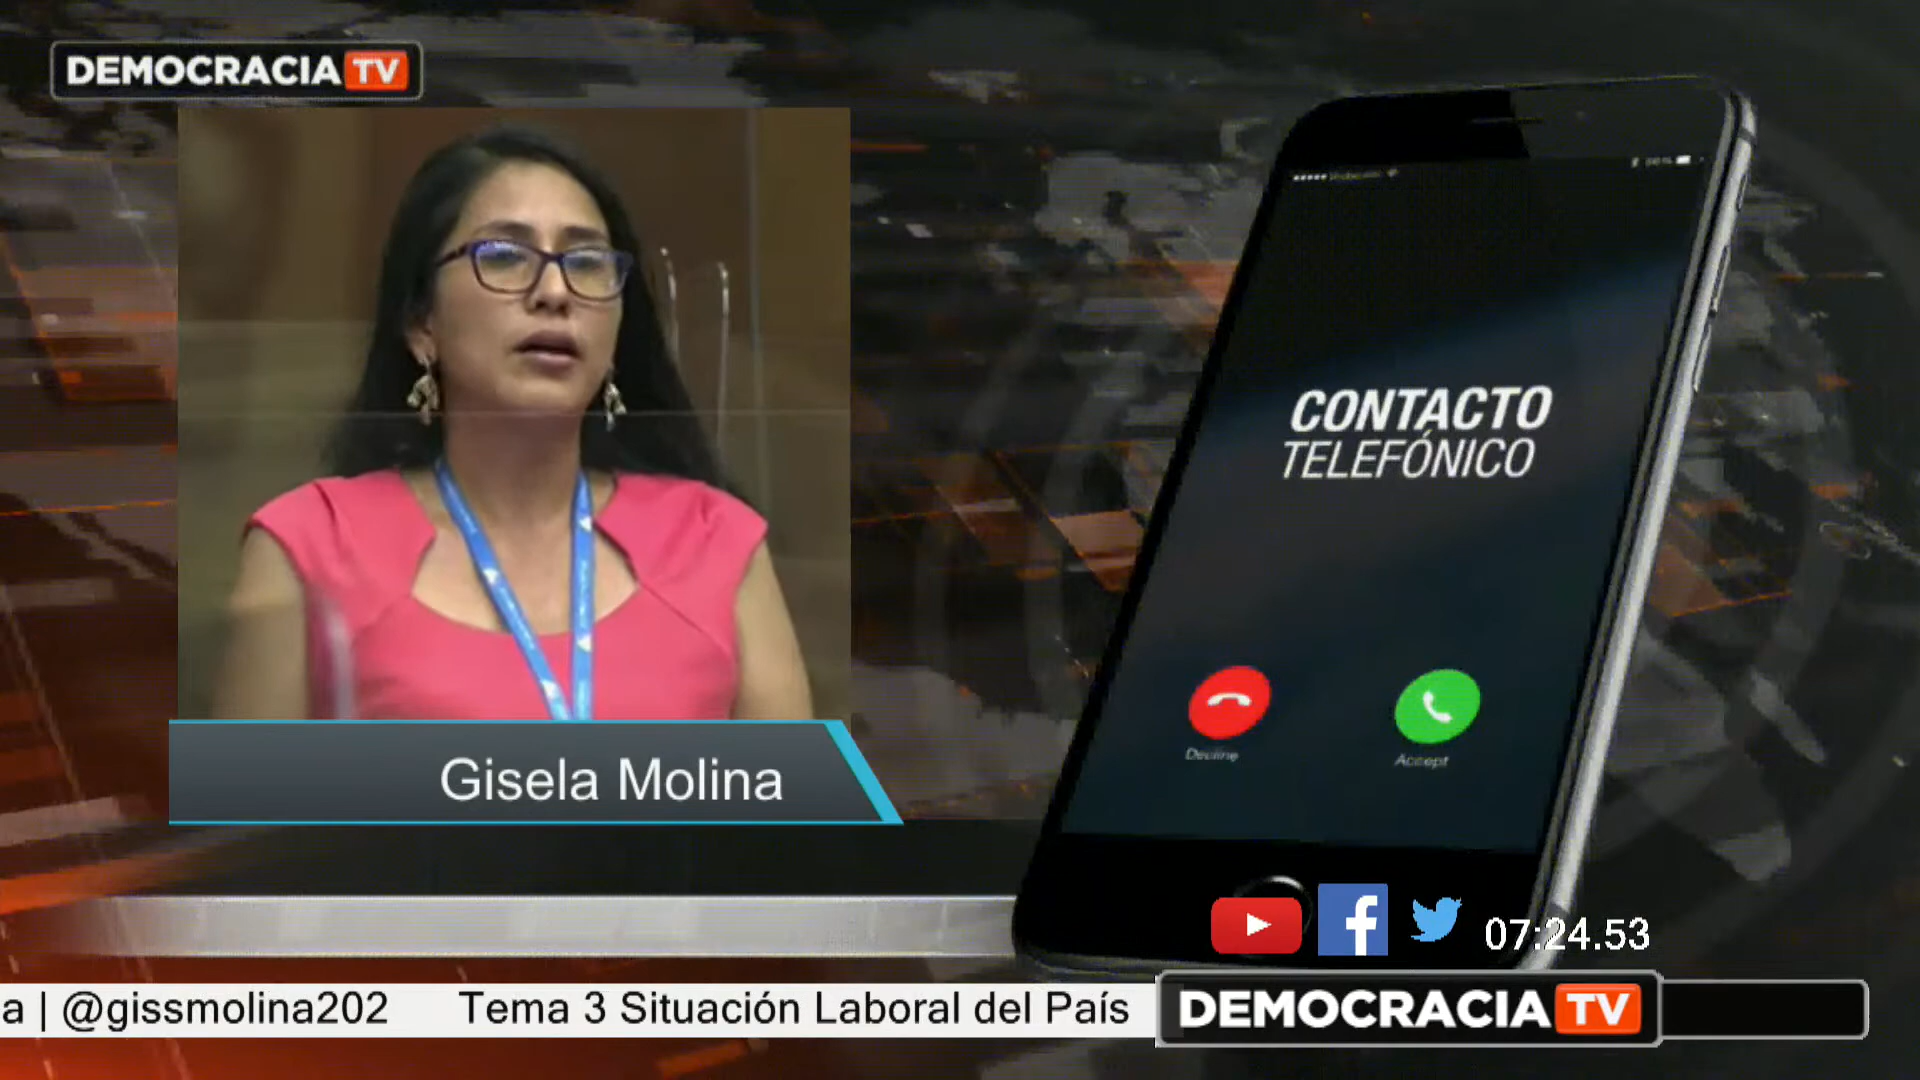 DEMOCRACIA TV
CONTACTO
TELEFÓNICO
Decline
Accept
Gisela Molina
07:24.53
a | @gissmolina202 Tema 3 Situación Laboral del País
DEMOCRACIA TV